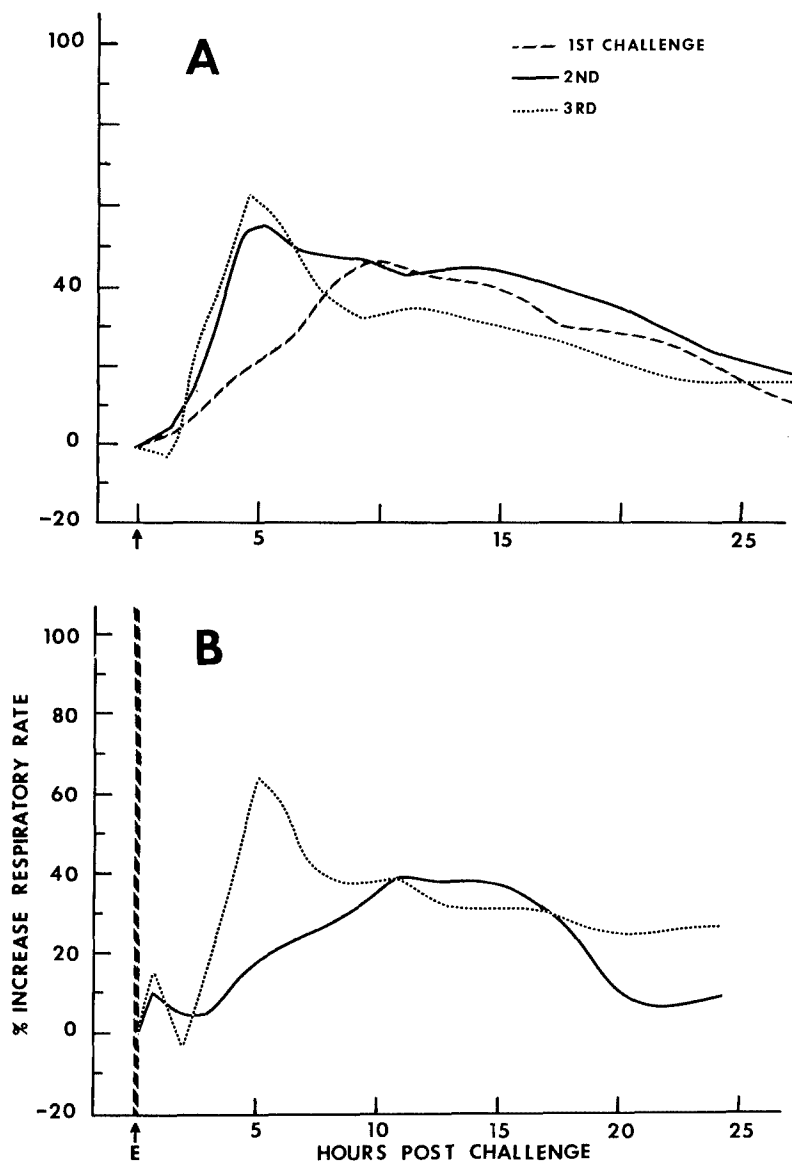 100
A
1ST CHALLENGE
2ND
3RD
40
0
-20
5
15
25
B
100
80
60
40
20
0
-20
% INCREASE RESPIRATORY RATE
5
10
15
20
25
E
HOURS POST CHALLENGE